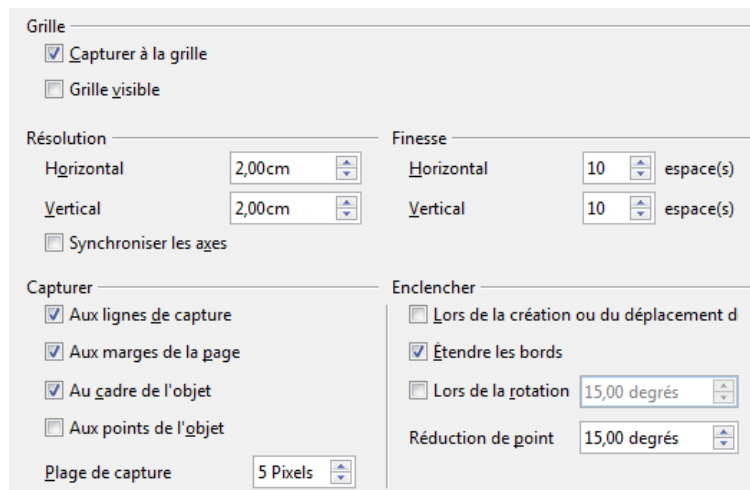 Grille
Capturer à la grille
Grille visible
Résolution
Horizontal 2,00cm
Vertical 2,00cm
Synchroniser les axes
Finesse
Horizontal 10 espace(s)
Vertical 10 espace(s)
Capturer
Aux lignes de capture
Aux marges de la page
Au cadre de l'objet
Aux points de l'objet
Plage de capture 5 Pixels
Enclencher
Lors de la création ou du déplacement d
Étendre les bords
Lors de la rotation 15,00 degrés
Réduction de point 15,00 degrés